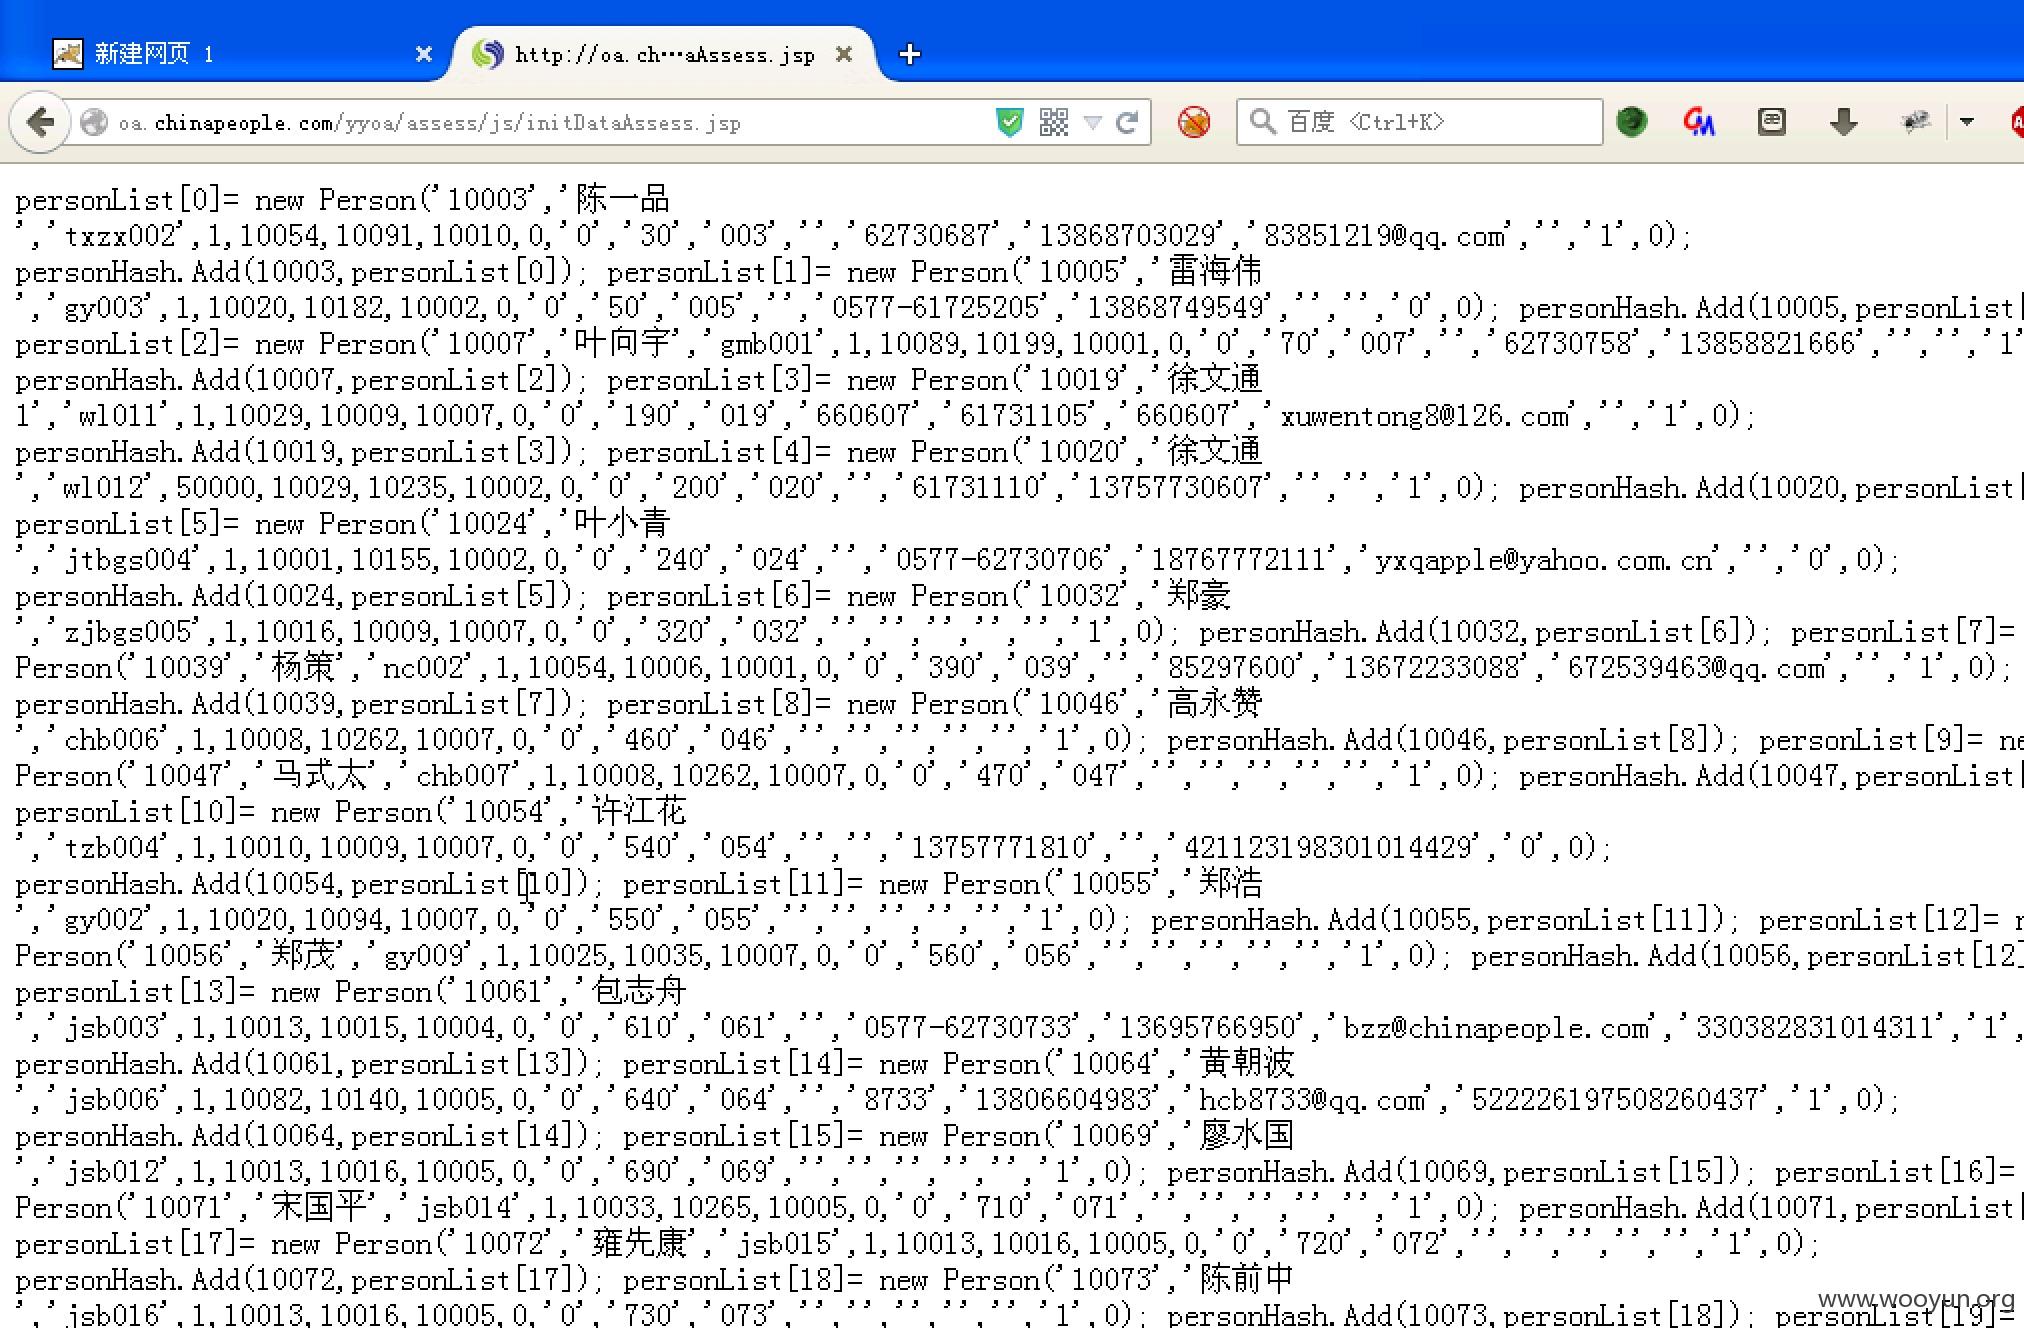 新建网页 1
http://oa.ch…aAssess.jsp
oa.chinapeople.com/yyoa/assess/js/initDataAssess.jsp
百度 <Ctrl+K>
personList[0]= new Person('10003','陈一品
','txzx002',1,10054,10091,10010,0,'0','30','003','','62730687','13868703029','83851219@qq.com','','1',0);
personHash.Add(10003,personList[0]); personList[1]= new Person('10005','雷海伟
','gy003',1,10020,10182,10002,0,'0','50','005','','0577-61725205','13868749549','','','0',0); personHash.Add(10005,personList[
personList[2]= new Person('10007','叶向宇','gmb001',1,10089,10199,10001,0,'0','70','007','','62730758','13858821666','','','1'
personHash.Add(10007,personList[2]); personList[3]= new Person('10019','徐文通
1','wl011',1,10029,10009,10007,0,'0','190','019','660607','61731105','660607','xuwentong8@126.com','','1',0);
personHash.Add(10019,personList[3]); personList[4]= new Person('10020','徐文通
','wl012',50000,10029,10235,10002,0,'0','200','020','','61731110','13757730607','','','1',0); personHash.Add(10020,personList[
personList[5]= new Person('10024','叶小青
','jtbgs004',1,10001,10155,10002,0,'0','240','024','','0577-62730706','18767772111','yxqapple@yahoo.com.cn','','0',0);
personHash.Add(10024,personList[5]); personList[6]= new Person('10032','郑豪
','zjbgs005',1,10016,10009,10007,0,'0','320','032','','','','','','1',0); personHash.Add(10032,personList[6]); personList[7]=
Person('10039','杨策','nc002',1,10054,10006,10001,0,'0','390','039','','85297600','13672233088','672539463@qq.com','','1',0);
personHash.Add(10039,personList[7]); personList[8]= new Person('10046','高永赞
','chb006',1,10008,10262,10007,0,'0','460','046','','','','','','1',0); personHash.Add(10046,personList[8]); personList[9]= ne
Person('10047','马式太','chb007',1,10008,10262,10007,0,'0','470','047','','','','','','1',0); personHash.Add(10047,personList[
personList[10]= new Person('10054','许江花
','tzb004',1,10010,10009,10007,0,'0','540','054','','','13757771810','','421123198301014429','0',0);
personHash.Add(10054,personList[10]); personList[11]= new Person('10055','郑浩
','gy002',1,10020,10094,10007,0,'0','550','055','','','','','','1',0); personHash.Add(10055,personList[11]); personList[12]= n
Person('10056','郑茂','gy009',1,10025,10035,10007,0,'0','560','056','','','','','','1',0); personHash.Add(10056,personList[12]
personList[13]= new Person('10061','包志舟
','jsb003',1,10013,10015,10004,0,'0','610','061','','0577-62730733','13695766950','bzz@chinapeople.com','330382831014311','1',
personHash.Add(10061,personList[13]); personList[14]= new Person('10064','黄朝波
','jsb006',1,10082,10140,10005,0,'0','640','064','','8733','13806604983','hcb8733@qq.com','522226197508260437','1',0);
personHash.Add(10064,personList[14]); personList[15]= new Person('10069','廖水国
','jsb012',1,10013,10016,10005,0,'0','690','069','','','','','','1',0); personHash.Add(10069,personList[15]); personList[16]=
Person('10071','宋国平','jsb014',1,10033,10265,10005,0,'0','710','071','','','','','','1',0); personHash.Add(10071,personList[
personList[17]= new Person('10072','雍先康','jsb015',1,10013,10016,10005,0,'0','720','072','','','','','','1',0);
personHash.Add(10072,personList[17]); personList[18]= new Person('10073','陈前中
','jsb016',1,10013,10016,10005,0,'0','730','073','','','','','','1',0); personHash.Add(10073,personList[18]); personList[19]=
www.wooyun.org